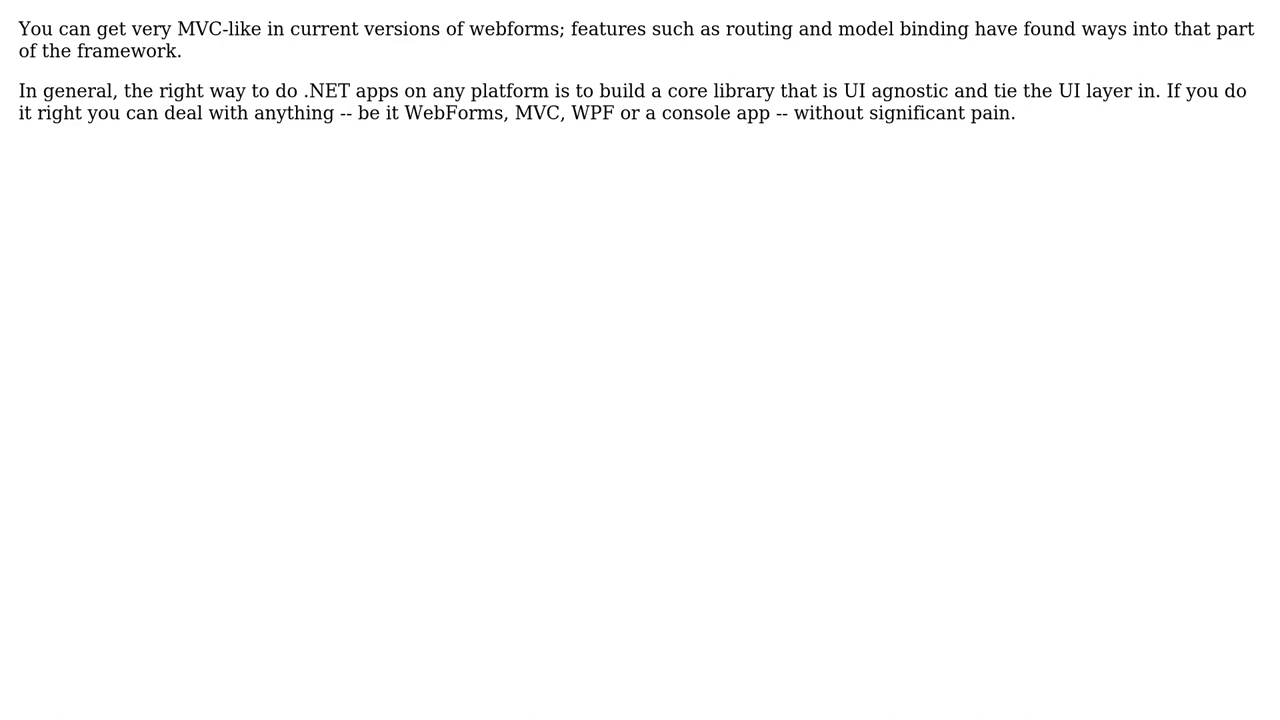 You can get very MVC-like in current versions of webforms; features such as routing and model binding have found ways into that part
of the framework.
In general, the right way to do .NET apps on any platform is to build a core library that is UI agnostic and tie the UI layer in. If you do
it right you can deal with anything -- be it WebForms, MVC, WPF or a console app -- without significant pain.